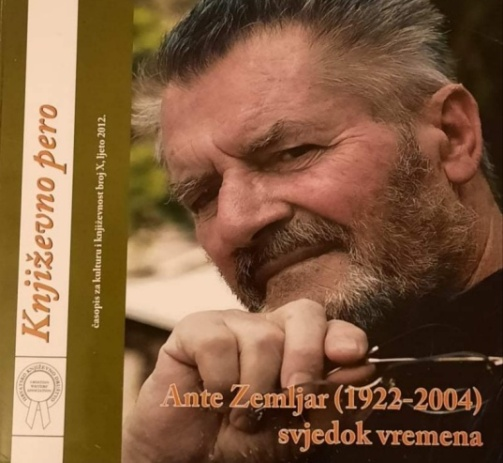 Književno pero
časopis za kulturu i književnost broj X, ljeto 2012.
Ante Zemljar (1922-2004)
svjedok vremena